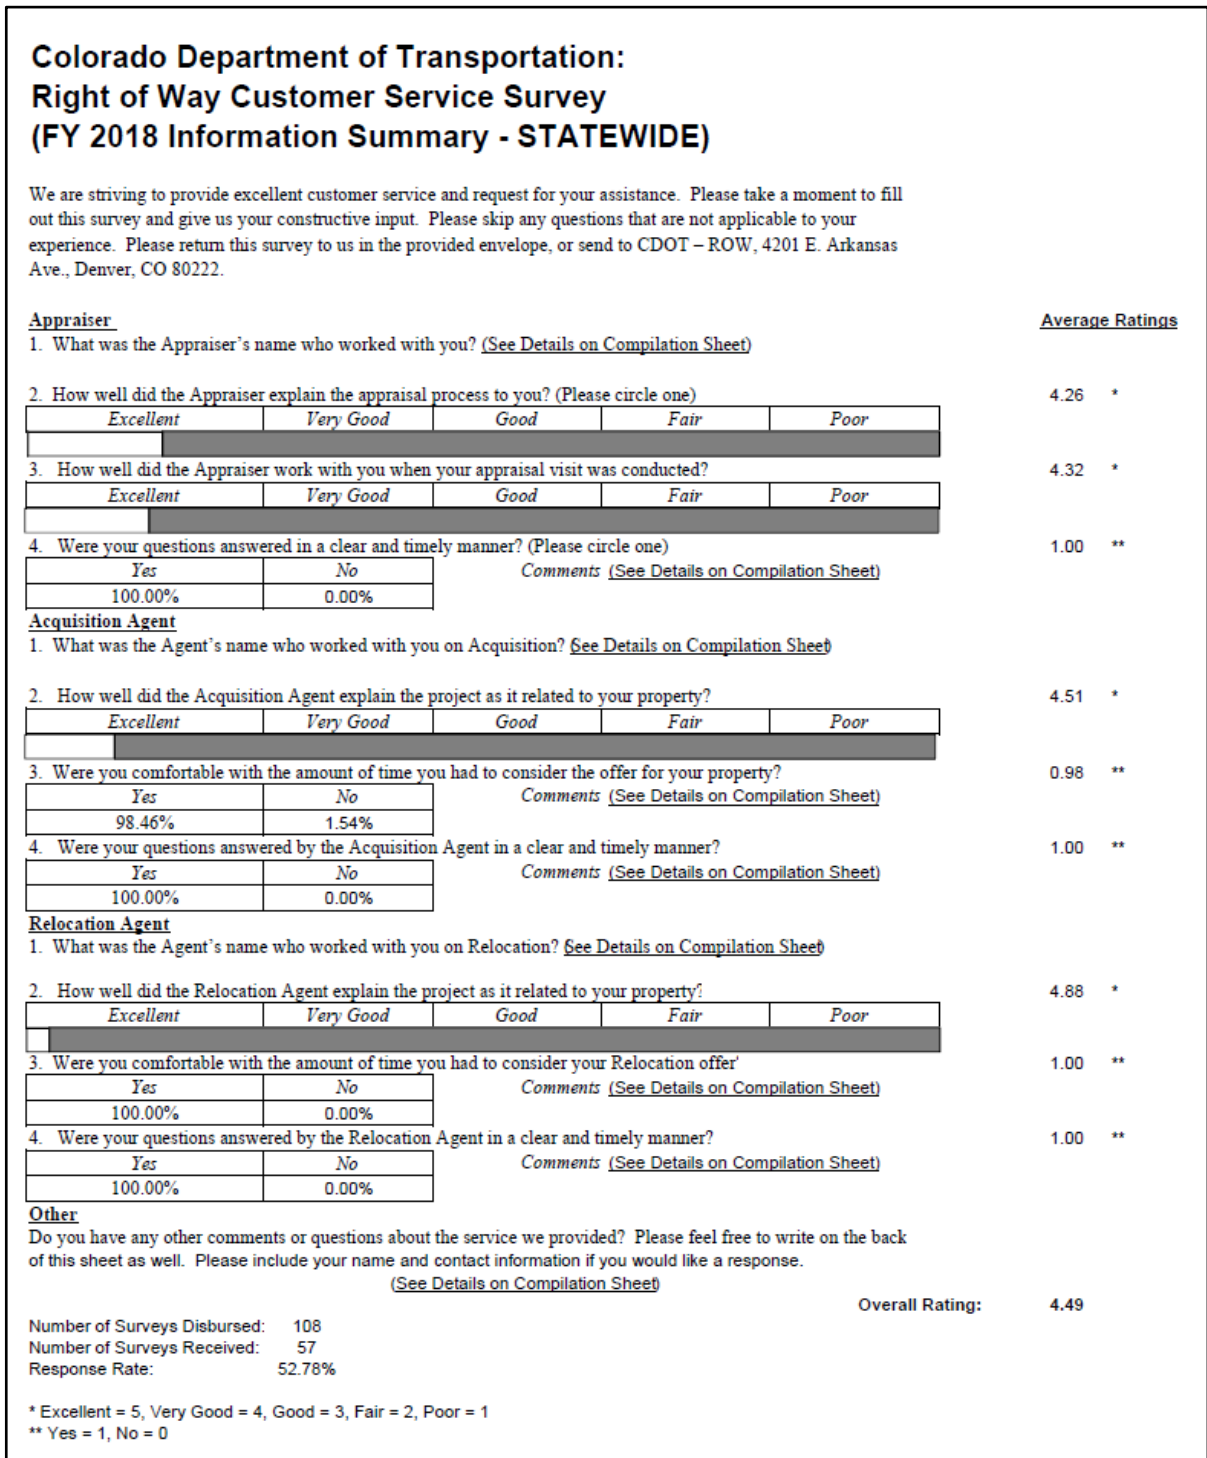 Colorado Department of Transportation:
Right of Way Customer Service Survey
(FY 2018 Information Summary - STATEWIDE)
We are striving to provide excellent customer service and request for your assistance.  Please take a moment to fill
out this survey and give us your constructive input.  Please skip any questions that are not applicable to your
experience.  Please return this survey to us in the provided envelope, or send to CDOT – ROW, 4201 E. Arkansas
Ave., Denver, CO 80222.
Appraiser Average Ratings
1. What was the Appraiser's name who worked with you? (See Details on Compilation Sheet)
2. How well did the Appraiser explain the appraisal process to you? (Please circle one) 4.26 *
Excellent Very Good Good Fair Poor
3. How well did the Appraiser work with you when your appraisal visit was conducted? 4.32 *
Excellent Very Good Good Fair Poor
4. Were your questions answered in a clear and timely manner? (Please circle one) 1.00 **
Yes No Comments (See Details on Compilation Sheet)
100.00% 0.00%
Acquisition Agent
1. What was the Agent's name who worked with you on Acquisition? (See Details on Compilation Sheet)
2. How well did the Acquisition Agent explain the project as it related to your property? 4.51 *
Excellent Very Good Good Fair Poor
3. Were you comfortable with the amount of time you had to consider the offer for your property? 0.98 **
Yes No Comments (See Details on Compilation Sheet)
98.46% 1.54%
4. Were your questions answered by the Acquisition Agent in a clear and timely manner? 1.00 **
Yes No Comments (See Details on Compilation Sheet)
100.00% 0.00%
Relocation Agent
1. What was the Agent's name who worked with you on Relocation? (See Details on Compilation Sheet)
2. How well did the Relocation Agent explain the project as it related to your property? 4.88 *
Excellent Very Good Good Fair Poor
3. Were you comfortable with the amount of time you had to consider your Relocation offer' 1.00 **
Yes No Comments (See Details on Compilation Sheet)
100.00% 0.00%
4. Were your questions answered by the Relocation Agent in a clear and timely manner? 1.00 **
Yes No Comments (See Details on Compilation Sheet)
100.00% 0.00%
Other
Do you have any other comments or questions about the service we provided?  Please feel free to write on the back
of this sheet as well.  Please include your name and contact information if you would like a response.
(See Details on Compilation Sheet)
Overall Rating: 4.49
Number of Surveys Disbursed: 108
Number of Surveys Received: 57
Response Rate: 52.78%
* Excellent = 5, Very Good = 4, Good = 3, Fair = 2, Poor = 1
** Yes = 1, No = 0